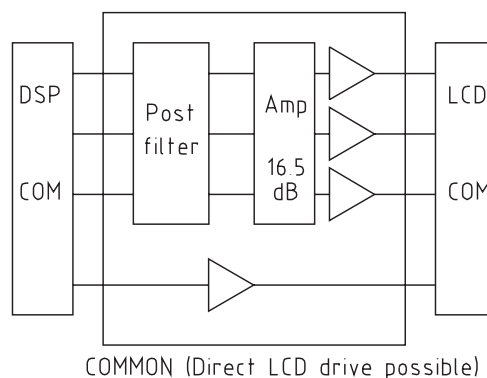 DSP
COM
Post
filter
Amp
16.5
dB
LCD
COM
COMMON (Direct LCD drive possible)